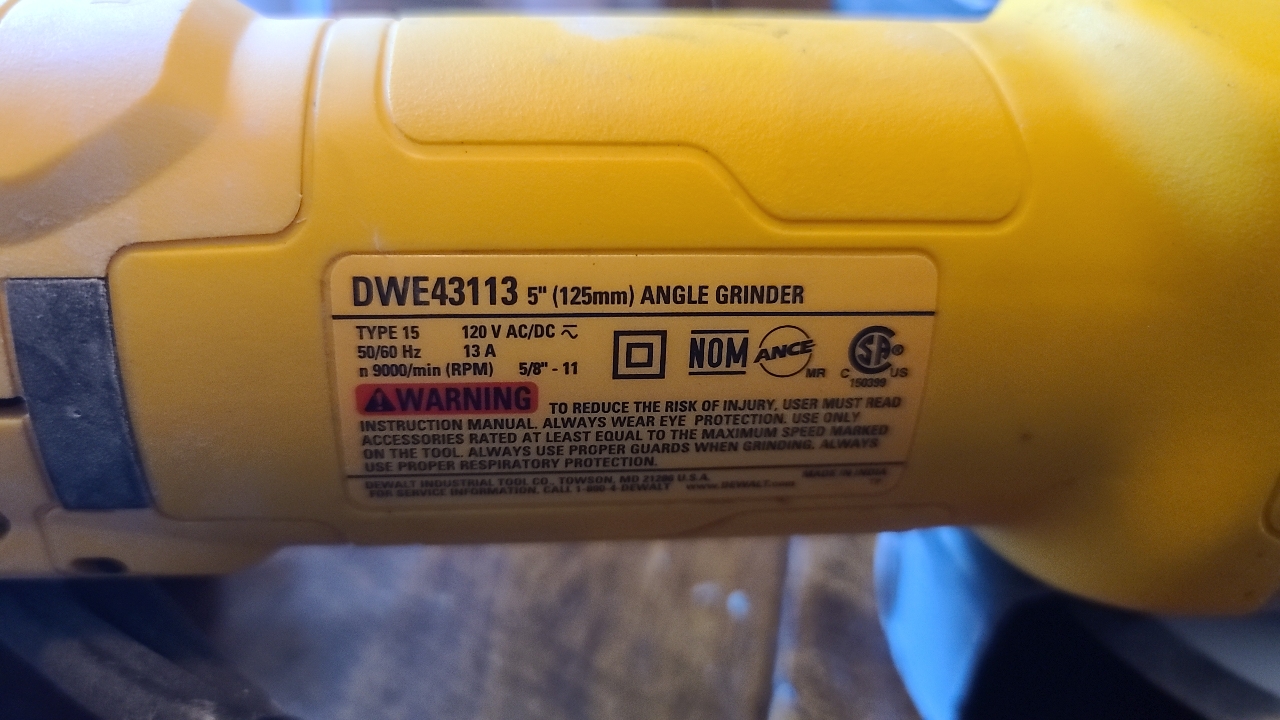 DWE43113 5" (125mm) ANGLE GRINDER
TYPE 15 120 V AC/DC
50/60 Hz 13 A
n 9000/min (RPM) 5/8" - 11
NOM ANCE MR
SA® C US
150399
WARNING TO REDUCE THE RISK OF INJURY, USER MUST READ
INSTRUCTION MANUAL. ALWAYS WEAR EYE PROTECTION. USE ONLY
ACCESSORIES RATED AT LEAST EQUAL TO THE MAXIMUM SPEED MARKED
ON THE TOOL. ALWAYS USE PROPER GUARDS WHEN GRINDING. ALWAYS
USE PROPER RESPIRATORY PROTECTION.
DEWALT INDUSTRIAL TOOL CO., TOWSON, MD 21286 U.S.A. MADE IN INDIA
FOR SERVICE INFORMATION, CALL 1-800-4-DEWALT www.DEWALT.com